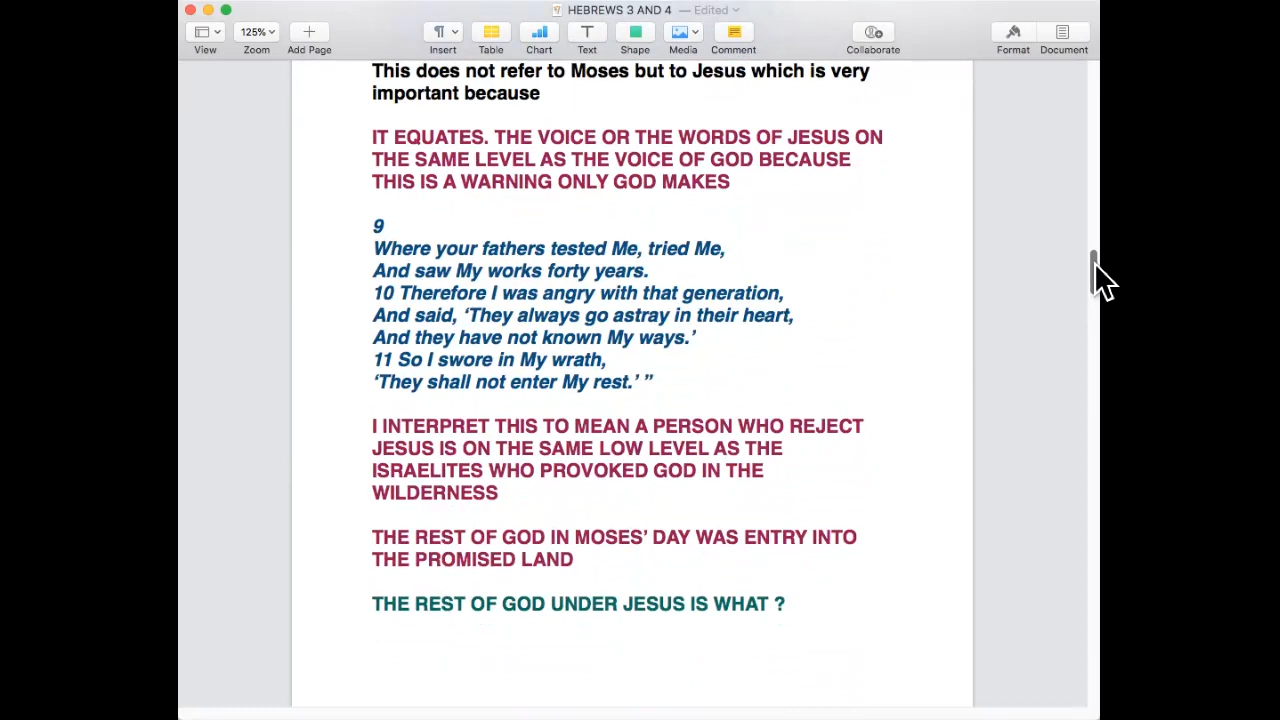 HEBREWS 3 AND 4 — Edited
View
125%
Zoom
Add Page
Insert
Table
Chart
Text
Shape
Media
Comment
Collaborate
Format
Document
This does not refer to Moses but to Jesus which is very
important because
IT EQUATES. THE VOICE OR THE WORDS OF JESUS ON
THE SAME LEVEL AS THE VOICE OF GOD BECAUSE
THIS IS A WARNING ONLY GOD MAKES
9
Where your fathers tested Me, tried Me,
And saw My works forty years.
10 Therefore I was angry with that generation,
And said, ‘They always go astray in their heart,
And they have not known My ways.’
11 So I swore in My wrath,
‘They shall not enter My rest.’ ”
I INTERPRET THIS TO MEAN A PERSON WHO REJECT
JESUS IS ON THE SAME LOW LEVEL AS THE
ISRAELITES WHO PROVOKED GOD IN THE
WILDERNESS
THE REST OF GOD IN MOSES’ DAY WAS ENTRY INTO
THE PROMISED LAND
THE REST OF GOD UNDER JESUS IS WHAT ?